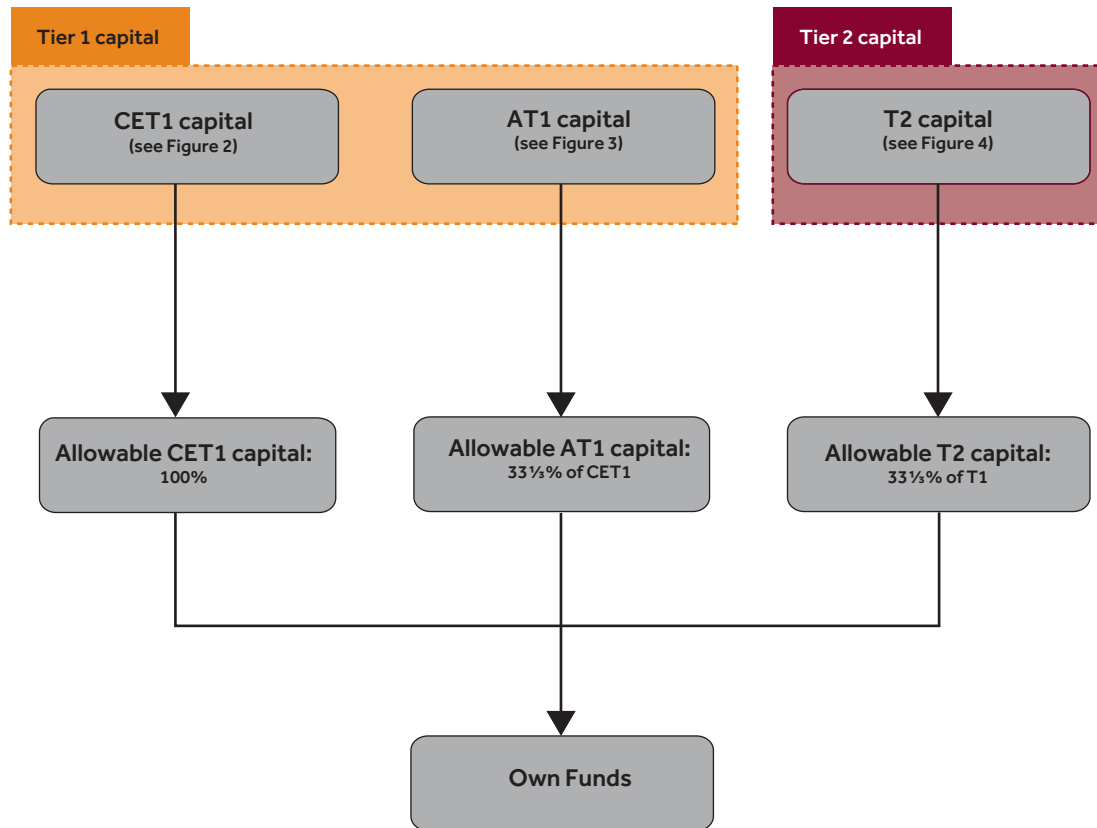 Tier 1 capital
Tier 2 capital
CET1 capital
(see Figure 2)
AT1 capital
(see Figure 3)
T2 capital
(see Figure 4)
Allowable CET1 capital:
100%
Allowable AT1 capital:
33⅓% of CET1
Allowable T2 capital:
33⅓% of T1
Own Funds